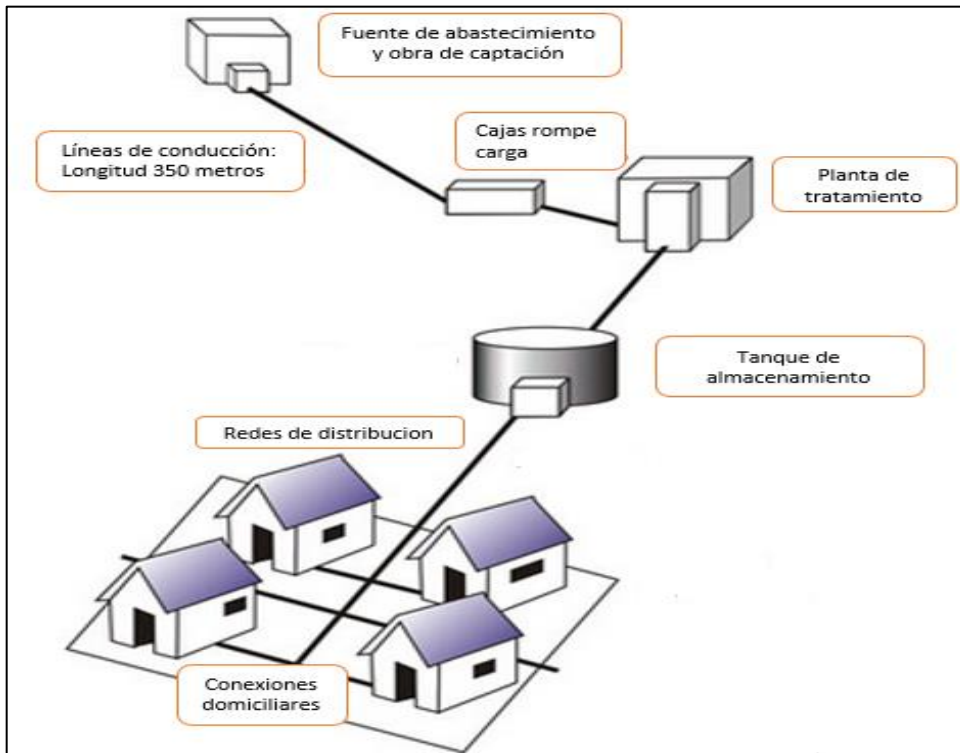 Fuente de abastecimiento
y obra de captación
Cajas rompe
carga
Líneas de conducción:
Longitud 350 metros
Planta de
tratamiento
Tanque de
almacenamiento
Redes de distribucion
Conexiones
domiciliares